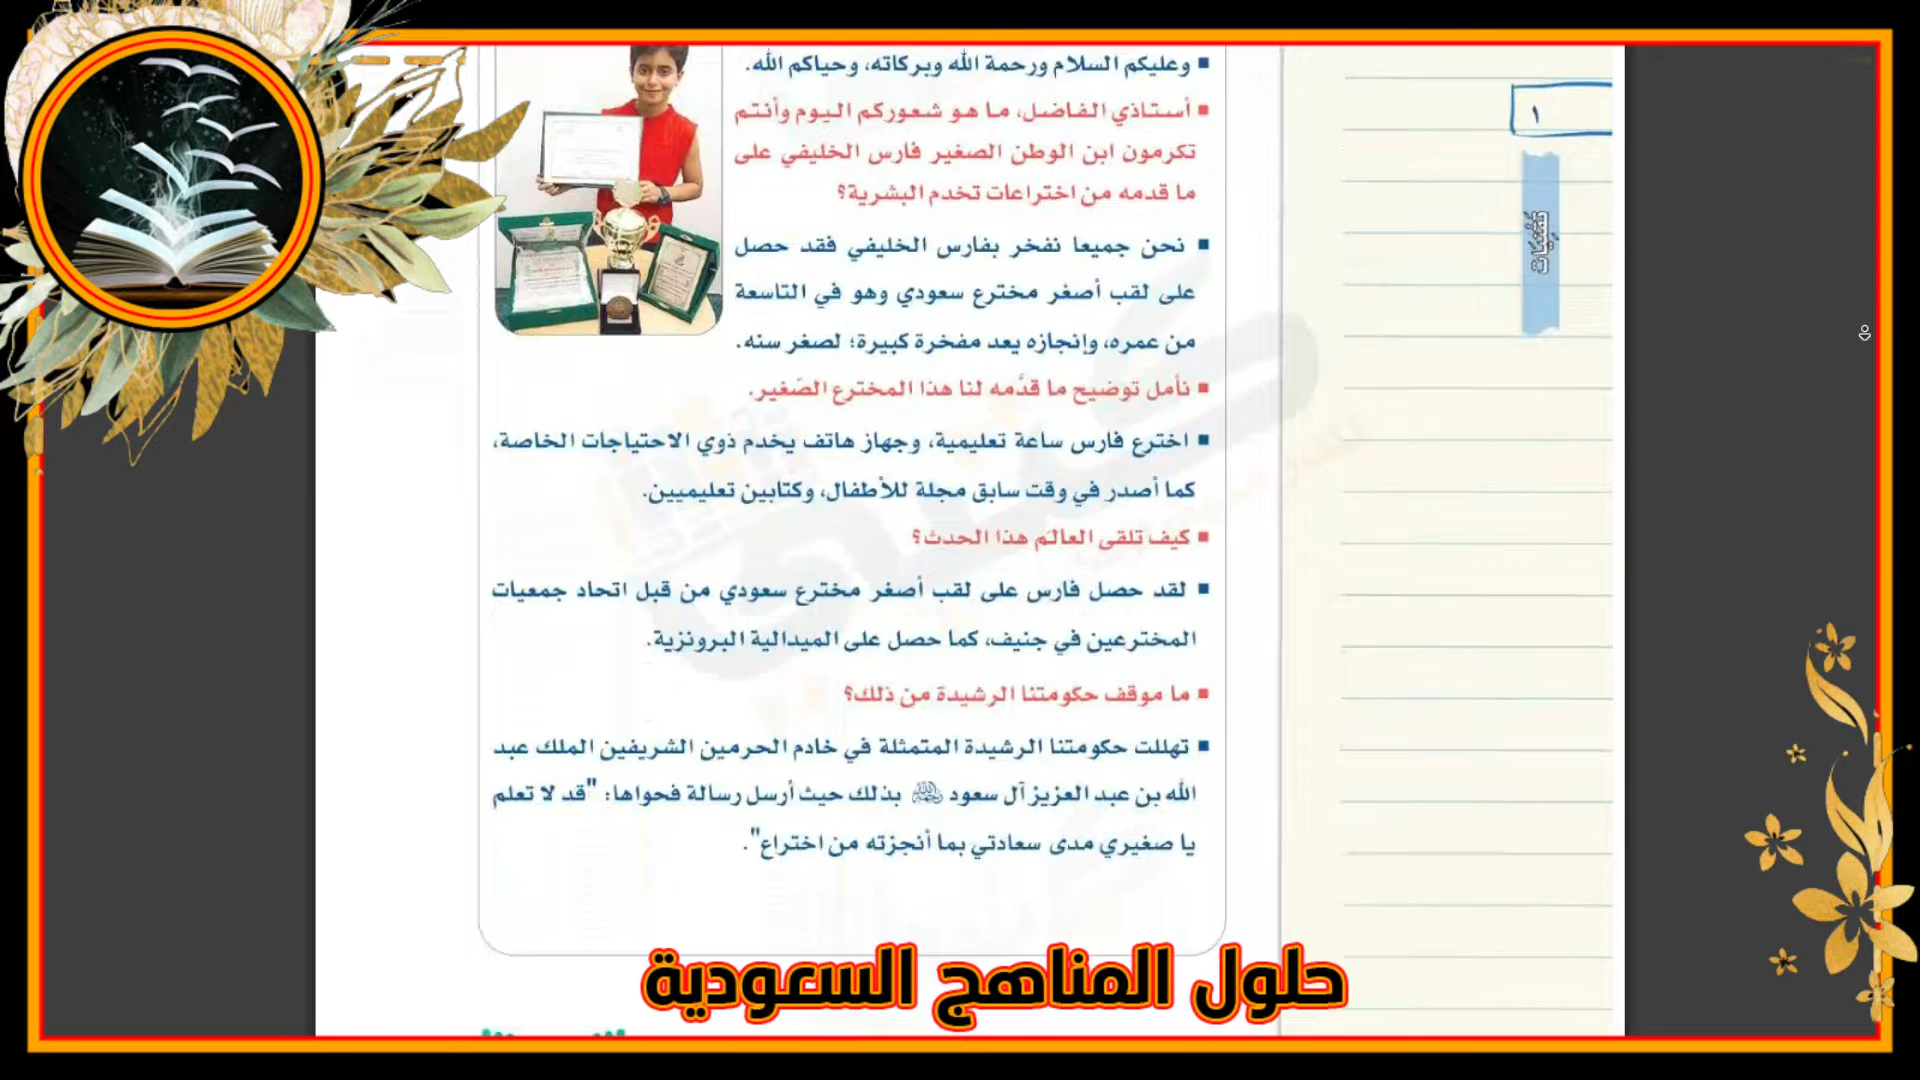 وعليكم السلام ورحمة الله وبركاته، وحياكم الله.
أستاذي الفاضل، ما هو شعوركم اليوم وأنتم
تكرمون ابن الوطن الصغير فارس الخليفي على
ما قدمه من اختراعات تخدم البشرية؟
نحن جميعا نفخر بفارس الخليفي فقد حصل
على لقب أصغر مخترع سعودي وهو في التاسعة
من عمره، وإنجازه يعد مفخرة كبيرة؛ لصغر سنه.
نأمل توضيح ما قدَّمه لنا هذا المخترع الصّغير.
اخترع فارس ساعة تعليمية، وجهاز هاتف يخدم ذوي الاحتياجات الخاصة،
كما أصدر في وقت سابق مجلة للأطفال، وكتابين تعليميين.
كيف تلقى العالَم هذا الحدث؟
لقد حصل فارس على لقب أصغر مخترع سعودي من قبل اتحاد جمعيات
المخترعين في جنيف، كما حصل على الميدالية البرونزية.
ما موقف حكومتنا الرشيدة من ذلك؟
تهللت حكومتنا الرشيدة المتمثلة في خادم الحرمين الشريفين الملك عبد
الله بن عبد العزيز آل سعود رحمه الله بذلك حيث أرسل رسالة فحواها: "قد لا تعلم
يا صغيري مدى سعادتي بما أنجزته من اختراع".
١
حلول المناهج السعودية